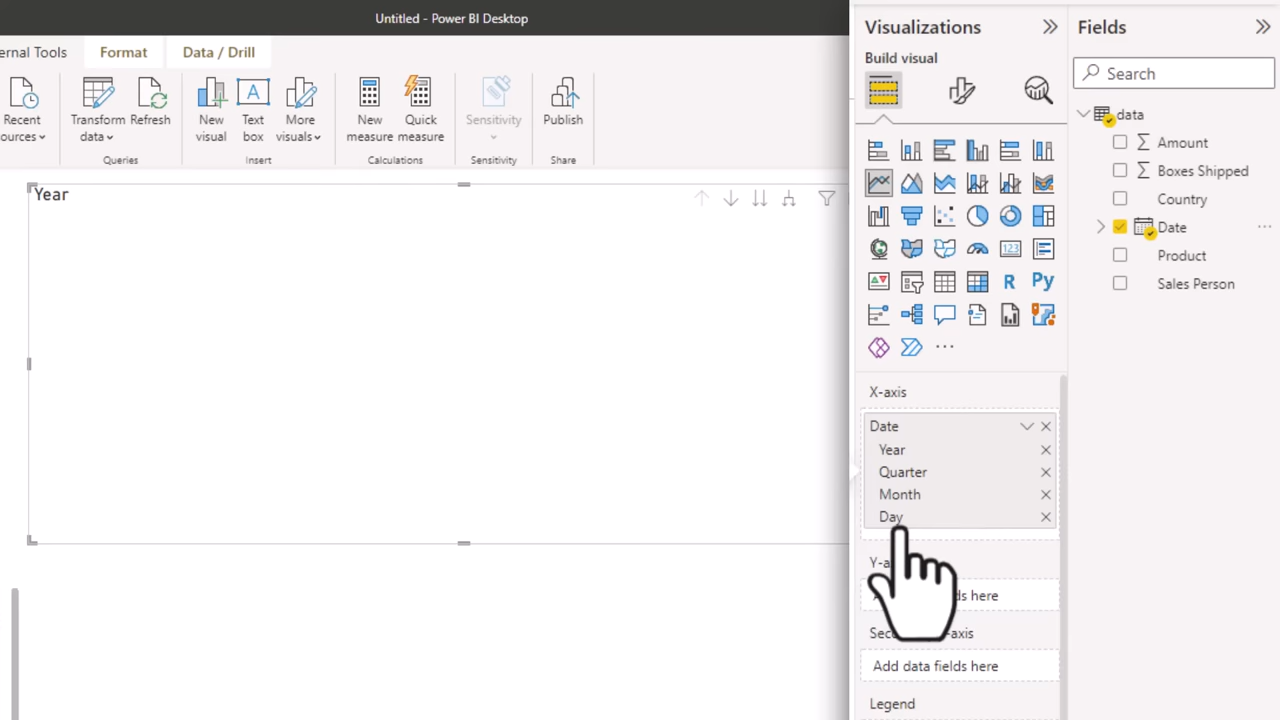 Untitled - Power BI Desktop
ernal Tools
Format
Data / Drill
Recent
ources
Transform
data
Refresh
New
visual
Text
box
More
visuals
New
measure
Quick
measure
Sensitivity
Publish
Queries
Insert
Calculations
Sensitivity
Share
Year
Visualizations
Build visual
123
R
Py
X-axis
Date
Year
Quarter
Month
Day
Y-a
ds here
Sec
-axis
Add data fields here
Legend
Fields
Search
data
Amount
Boxes Shipped
Country
Date
Product
Sales Person